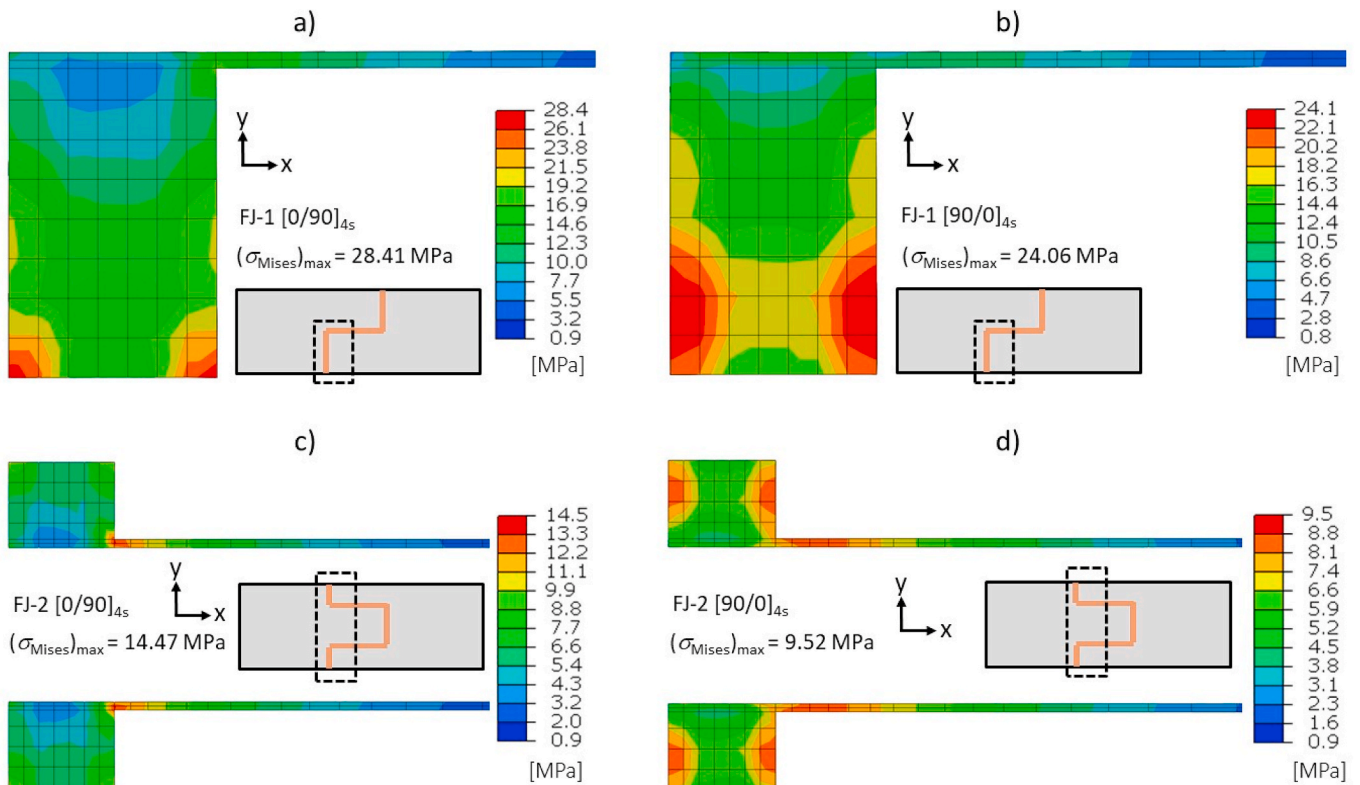 a)
y
x
FJ-1 [0/90]4s
(σMises)max = 28.41 MPa
28.4
26.1
23.8
21.5
19.2
16.9
14.6
12.3
10.0
7.7
5.5
3.2
0.9
[MPa]
b)
y
x
FJ-1 [90/0]4s
(σMises)max = 24.06 MPa
24.1
22.1
20.2
18.2
16.3
14.4
12.4
10.5
8.6
6.6
4.7
2.8
0.8
[MPa]
c)
y
x
FJ-2 [0/90]4s
(σMises)max = 14.47 MPa
14.5
13.3
12.2
11.1
9.9
8.8
7.7
6.6
5.4
4.3
3.2
2.0
0.9
[MPa]
d)
y
x
FJ-2 [90/0]4s
(σMises)max = 9.52 MPa
9.5
8.8
8.1
7.4
6.6
5.9
5.2
4.5
3.8
3.1
2.3
1.6
0.9
[MPa]